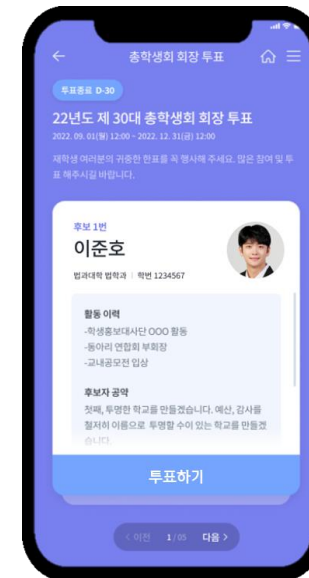 총학생회 회장 투표
투표종료 D-30
22년도 제 30대 총학생회 회장 투표
2022. 09. 01(월) 12:00 ~ 2022. 12. 31(금) 12:00
재학생 여러분의 귀중한 한표를 꼭 행사해 주세요. 많은 참여 및 투
표 해주시길 바랍니다.
후보 1번
이준호
법과대학 법학과 | 학번 1234567
활동 이력
-학생홍보대사단 OOO 활동
-동아리 연합회 부회장
-교내공모전 입상
후보자 공약
첫째, 투명한 학교를 만들겠습니다. 예산, 감사를
철저히 이름으로 투명할 수이 있는 학교를 만들겠
습니다.
투표하기
< 이전 1 / 05 다음 >